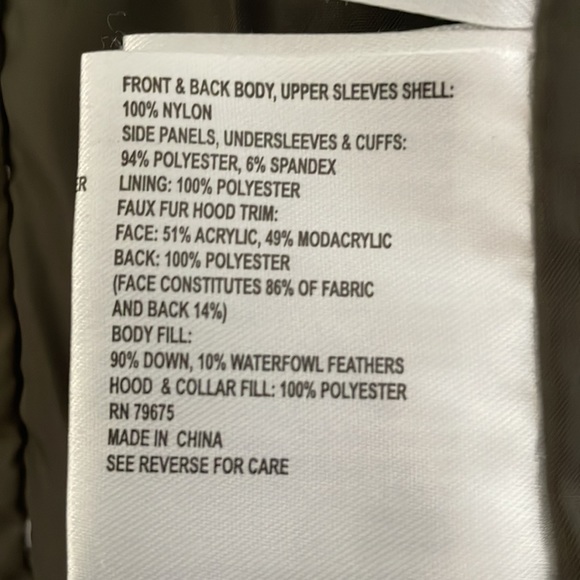 FRONT & BACK BODY, UPPER SLEEVES SHELL:
100% NYLON
SIDE PANELS, UNDERSLEEVES & CUFFS:
94% POLYESTER, 6% SPANDEX
LINING: 100% POLYESTER
FAUX FUR HOOD TRIM:
FACE: 51% ACRYLIC, 49% MODACRYLIC
BACK: 100% POLYESTER
(FACE CONSTITUTES 86% OF FABRIC
AND BACK 14%)
BODY FILL:
90% DOWN, 10% WATERFOWL FEATHERS
HOOD & COLLAR FILL: 100% POLYESTER
RN 79675
MADE IN CHINA
SEE REVERSE FOR CARE